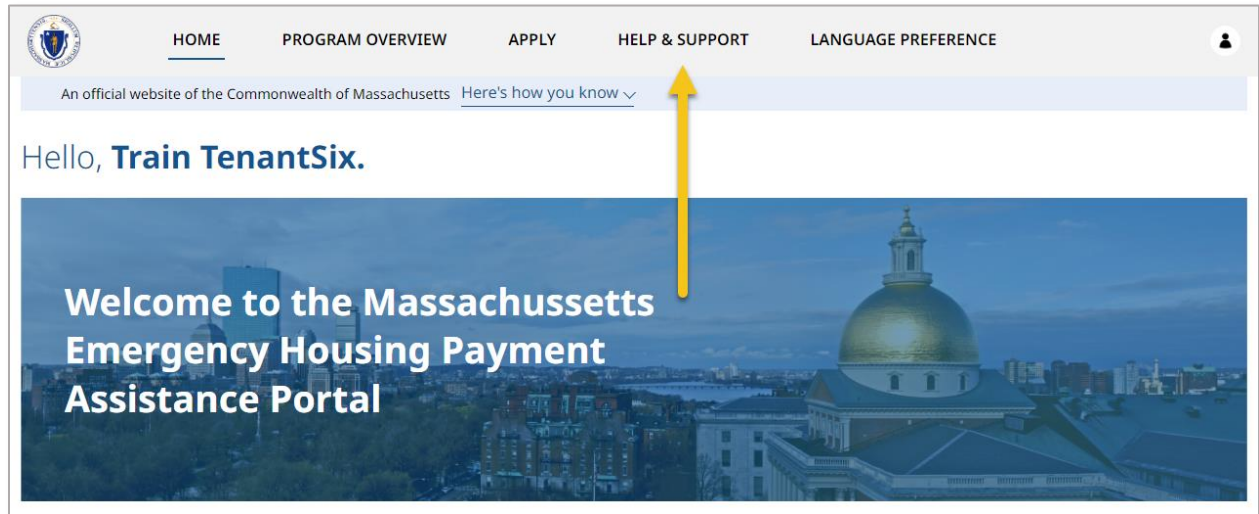 HOME PROGRAM OVERVIEW APPLY HELP & SUPPORT LANGUAGE PREFERENCE
An official website of the Commonwealth of Massachusetts Here's how you know
Hello, Train TenantSix.
Welcome to the Massachussetts
Emergency Housing Payment
Assistance Portal